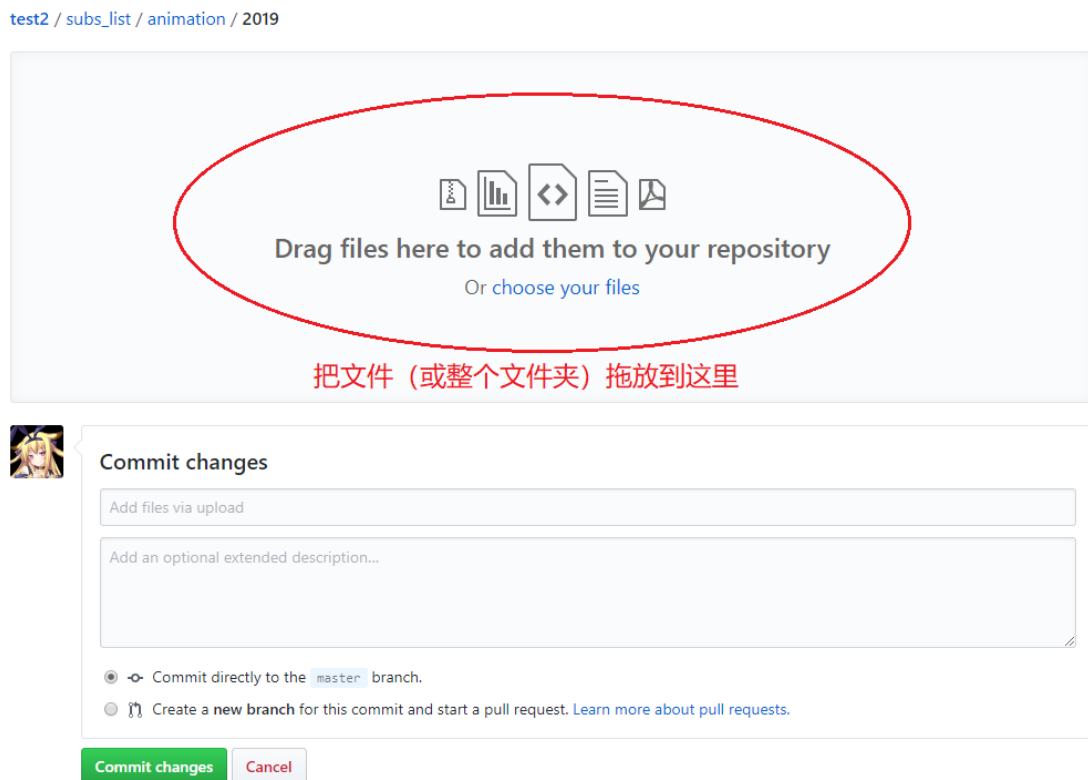 test2 / subs_list / animation / 2019
Drag files here to add them to your repository
Or choose your files
把文件（或整个文件夹）拖放到这里
Commit changes
Add files via upload
Add an optional extended description...
Commit directly to the master branch.
Create a new branch for this commit and start a pull request. Learn more about pull requests.
Commit changes Cancel